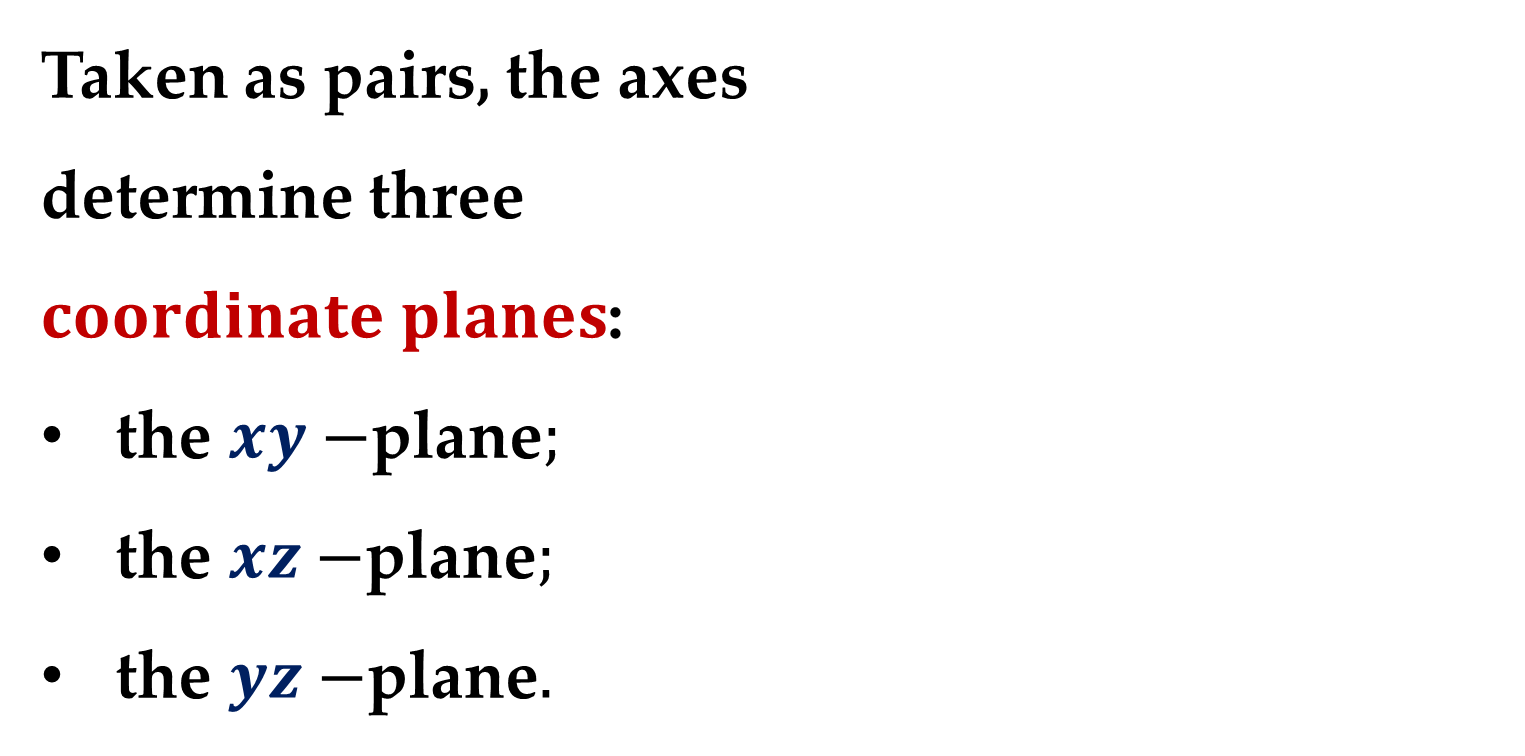 Taken as pairs, the axes
determine three
coordinate planes:
• the xy −plane;
• the xz −plane;
• the yz −plane.